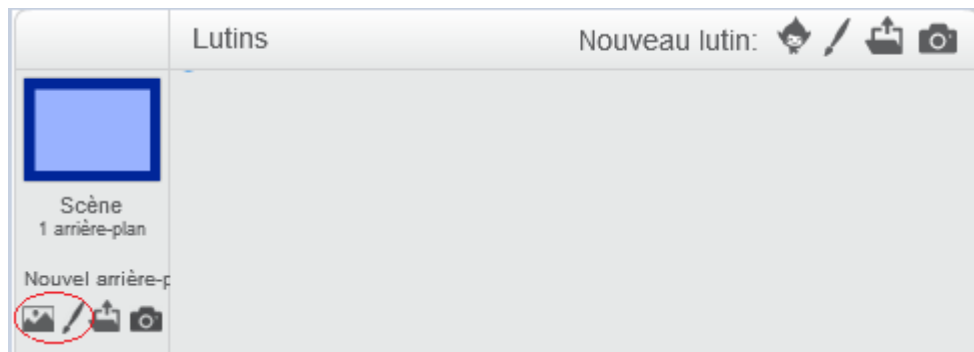 Lutins
Nouveau lutin:
Scène
1 arrière-plan
Nouvel arrière-p